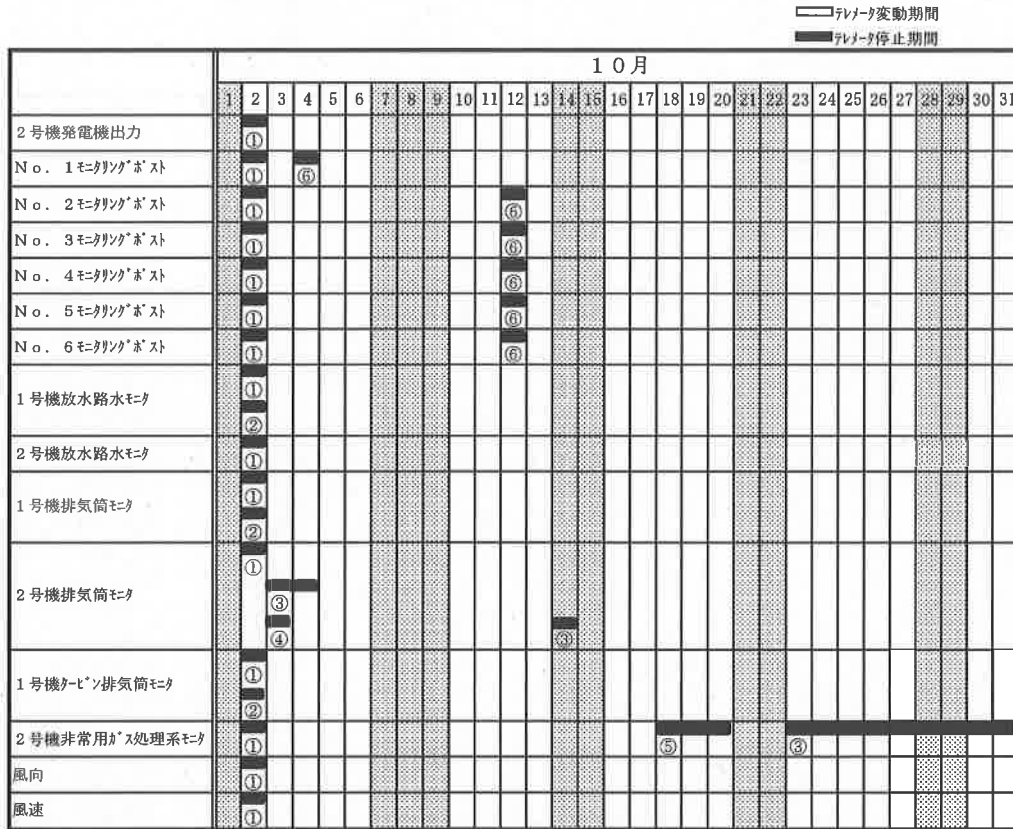 ﾃﾚﾒｰﾀ変動期間
ﾃﾚﾒｰﾀ停止期間
１０月
1 2 3 4 5 6 7 8 9 10 11 12 13 14 15 16 17 18 19 20 21 22 23 24 25 26 27 28 29 30 31
２号機発電機出力
①
Ｎｏ．１ﾓﾆﾀﾘﾝｸﾞﾎﾟｽﾄ
① ⑥
Ｎｏ．２ﾓﾆﾀﾘﾝｸﾞﾎﾟｽﾄ
① ⑥
Ｎｏ．３ﾓﾆﾀﾘﾝｸﾞﾎﾟｽﾄ
① ⑥
Ｎｏ．４ﾓﾆﾀﾘﾝｸﾞﾎﾟｽﾄ
① ⑥
Ｎｏ．５ﾓﾆﾀﾘﾝｸﾞﾎﾟｽﾄ
① ⑥
Ｎｏ．６ﾓﾆﾀﾘﾝｸﾞﾎﾟｽﾄ
① ⑥
１号機放水路水ﾓﾆﾀ
①
②
２号機放水路水ﾓﾆﾀ
①
１号機排気筒ﾓﾆﾀ
①
②
２号機排気筒ﾓﾆﾀ
①
③
④ ③
１号機ﾀｰﾋﾞﾝ排気筒ﾓﾆﾀ
①
②
２号機非常用ｶﾞｽ処理系ﾓﾆﾀ
① ⑤ ③
風向
①
風速
①